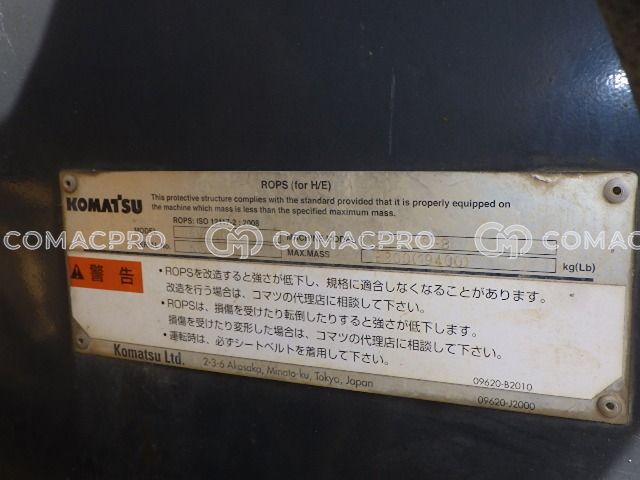 ROPS (for H/E)
KOMATSU
This protective structure complies with the standard provided that it is properly equipped on
the machine which mass is less than the specified maximum mass.
ROPS: ISO 12117-2 : 2008
MODEL
COMACPRO CM COMACPRO CM COMACPRO
MAX.MASS
kg(Lb)
警告
・ROPSを改造すると強さが低下し、規格に適合しなくなることがあります。
改造を行う場合は、コマツの代理店に相談して下さい。
・ROPSは、損傷を受けたり転倒したりすると強さが低下します。
損傷を受けたり変形した場合は、コマツの代理店に相談して下さい。
・運転時は、必ずシートベルトを着用して下さい。
Komatsu Ltd.
2-3-6 Akasaka, Minato-ku, Tokyo, Japan
09620-B2010
09620-J2000